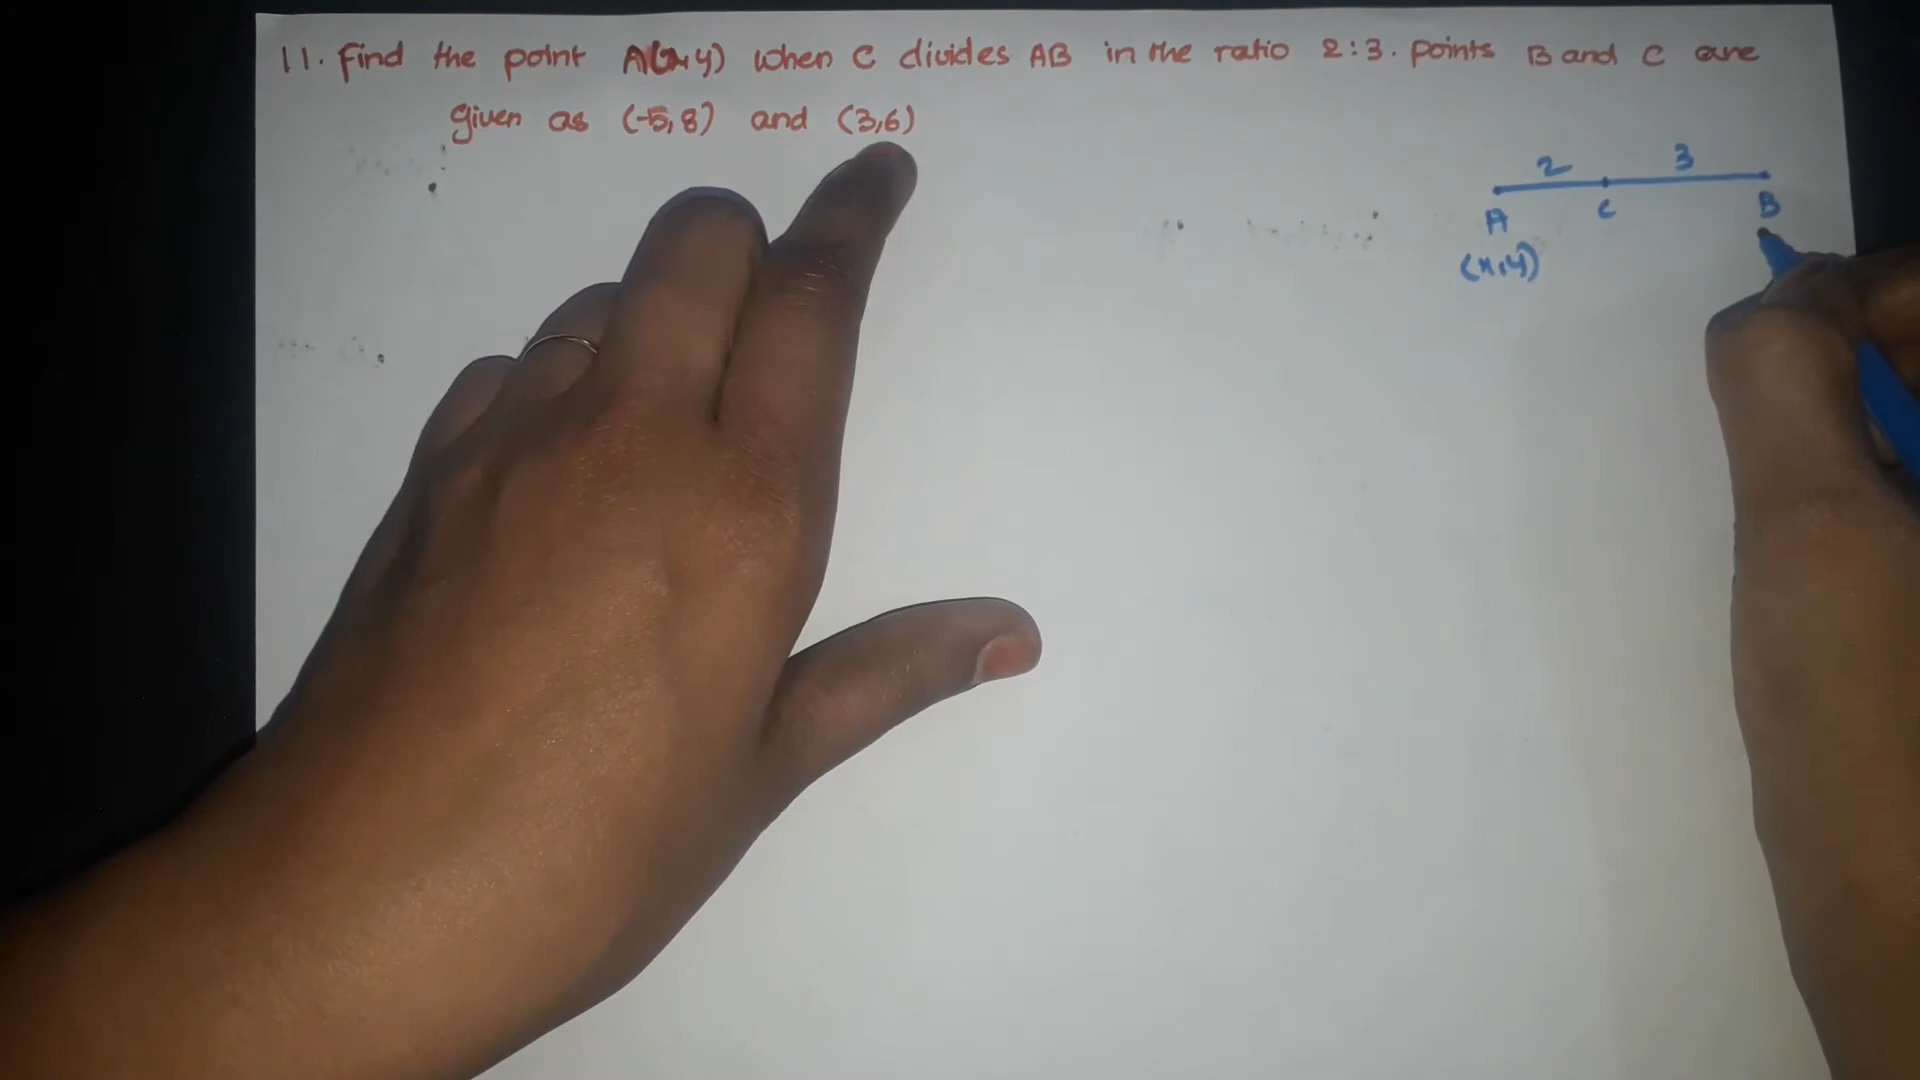 11. Find the point A(x,y) when C divides AB in the ratio 2:3. points B and C are
given as (-5,8) and (3,6)
2 3
A C B
(x,y)